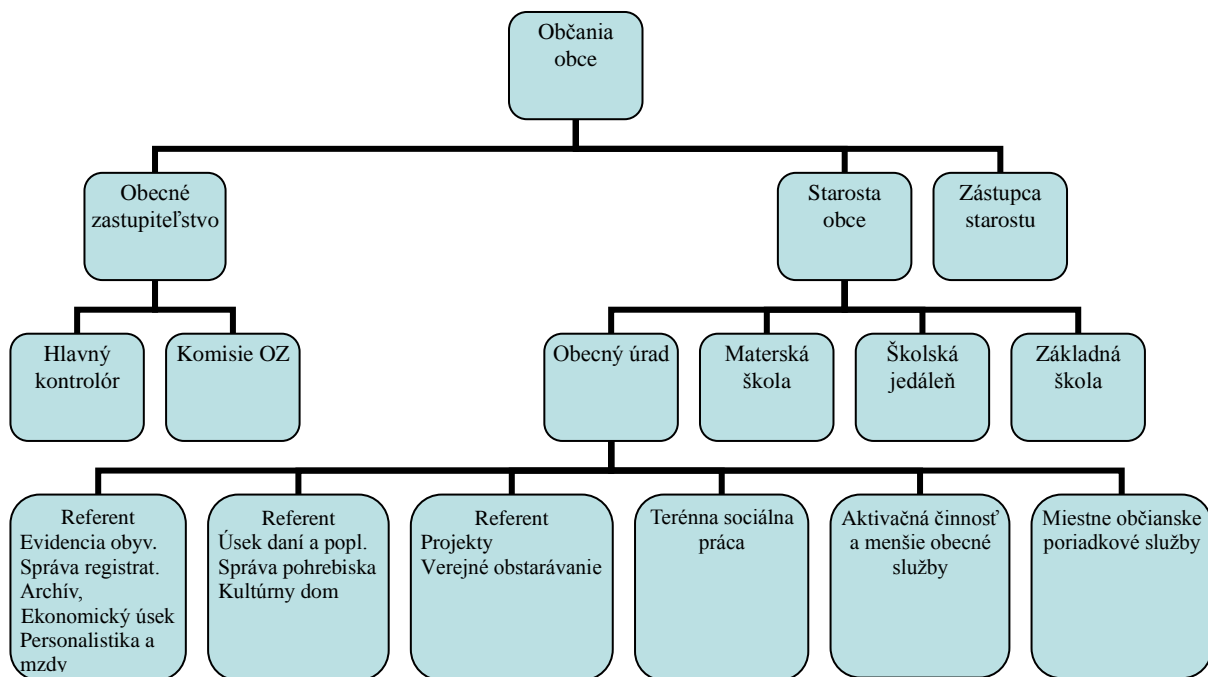 Občania
obce
Obecné
zastupiteľstvo
Starosta
obce
Zástupca
starostu
Hlavný
kontrolór
Komisie OZ
Obecný úrad
Materská
škola
Školská
jedáleň
Základná
škola
Referent
Evidencia obyv.
Správa registrat.
Archív,
Ekonomický úsek
Personalistika a
mzdy
Referent
Úsek daní a popl.
Správa pohrebiska
Kultúrny dom
Referent
Projekty
Verejné obstarávanie
Terénna sociálna
práca
Aktivačná činnosť
a menšie obecné
služby
Miestne občianske
poriadkové služby